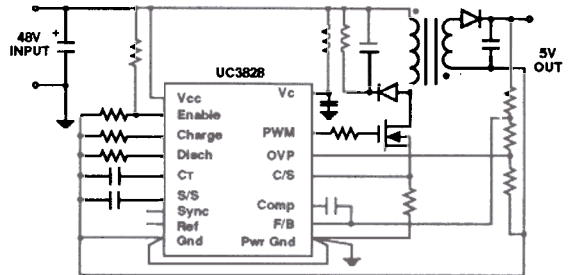 48V
INPUT
+
UC3828
5V
OUT
Vcc
Vc
Enable
Charge
PWM
Disch
OVP
CT
C/S
S/S
Comp
Sync
Ref
F/B
Gnd
Pwr Gnd